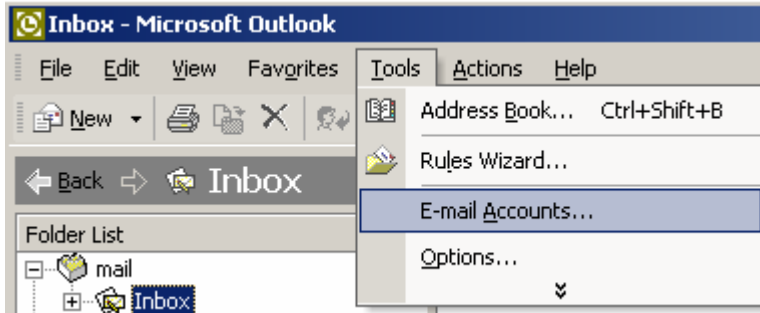 Inbox - Microsoft Outlook
File Edit View Favorites Tools Actions Help
New Address Book... Ctrl+Shift+B
Rules Wizard...
Back Inbox
E-mail Accounts...
Folder List
Options...
mail
Inbox